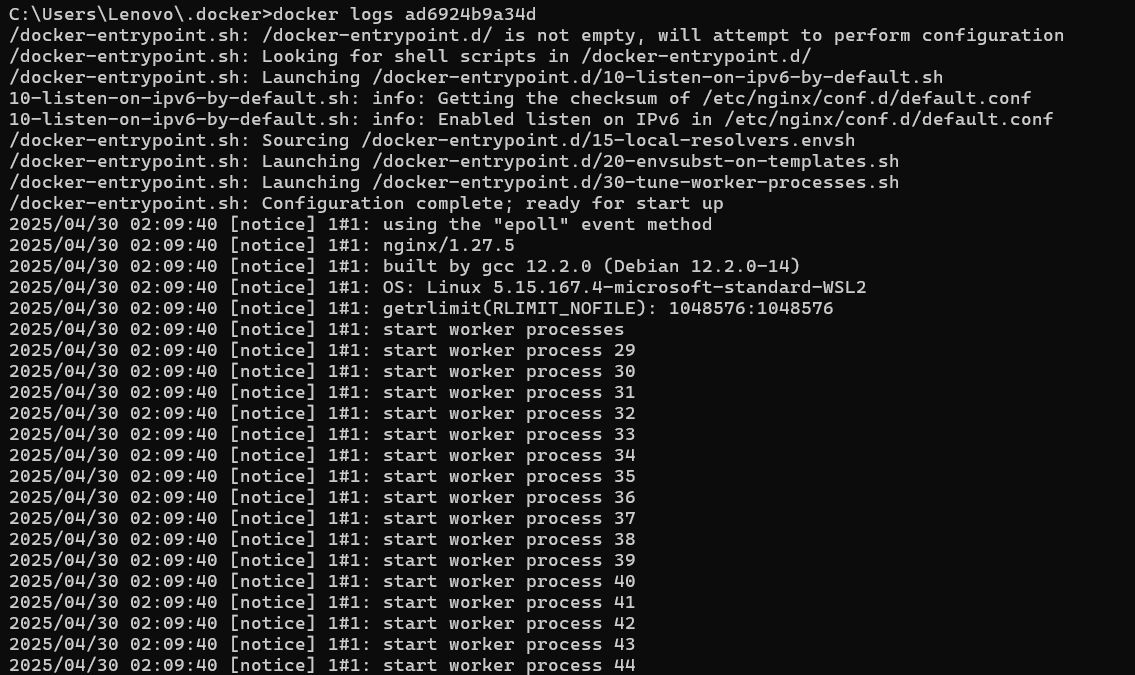 C:\Users\Lenovo\.docker>docker logs ad6924b9a34d
/docker-entrypoint.sh: /docker-entrypoint.d/ is not empty, will attempt to perform configuration
/docker-entrypoint.sh: Looking for shell scripts in /docker-entrypoint.d/
/docker-entrypoint.sh: Launching /docker-entrypoint.d/10-listen-on-ipv6-by-default.sh
10-listen-on-ipv6-by-default.sh: info: Getting the checksum of /etc/nginx/conf.d/default.conf
10-listen-on-ipv6-by-default.sh: info: Enabled listen on IPv6 in /etc/nginx/conf.d/default.conf
/docker-entrypoint.sh: Sourcing /docker-entrypoint.d/15-local-resolvers.envsh
/docker-entrypoint.sh: Launching /docker-entrypoint.d/20-envsubst-on-templates.sh
/docker-entrypoint.sh: Launching /docker-entrypoint.d/30-tune-worker-processes.sh
/docker-entrypoint.sh: Configuration complete; ready for start up
2025/04/30 02:09:40 [notice] 1#1: using the "epoll" event method
2025/04/30 02:09:40 [notice] 1#1: nginx/1.27.5
2025/04/30 02:09:40 [notice] 1#1: built by gcc 12.2.0 (Debian 12.2.0-14)
2025/04/30 02:09:40 [notice] 1#1: OS: Linux 5.15.167.4-microsoft-standard-WSL2
2025/04/30 02:09:40 [notice] 1#1: getrlimit(RLIMIT_NOFILE): 1048576:1048576
2025/04/30 02:09:40 [notice] 1#1: start worker processes
2025/04/30 02:09:40 [notice] 1#1: start worker process 29
2025/04/30 02:09:40 [notice] 1#1: start worker process 30
2025/04/30 02:09:40 [notice] 1#1: start worker process 31
2025/04/30 02:09:40 [notice] 1#1: start worker process 32
2025/04/30 02:09:40 [notice] 1#1: start worker process 33
2025/04/30 02:09:40 [notice] 1#1: start worker process 34
2025/04/30 02:09:40 [notice] 1#1: start worker process 35
2025/04/30 02:09:40 [notice] 1#1: start worker process 36
2025/04/30 02:09:40 [notice] 1#1: start worker process 37
2025/04/30 02:09:40 [notice] 1#1: start worker process 38
2025/04/30 02:09:40 [notice] 1#1: start worker process 39
2025/04/30 02:09:40 [notice] 1#1: start worker process 40
2025/04/30 02:09:40 [notice] 1#1: start worker process 41
2025/04/30 02:09:40 [notice] 1#1: start worker process 42
2025/04/30 02:09:40 [notice] 1#1: start worker process 43
2025/04/30 02:09:40 [notice] 1#1: start worker process 44